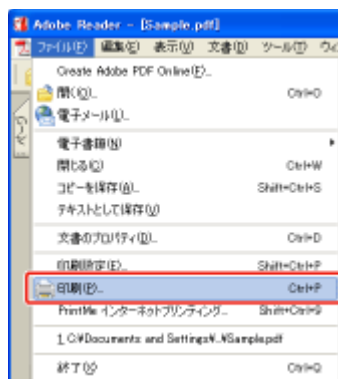 Adobe Reader - [Sample.pdf]
ファイル(F) 編集(E) 表示(V) 文書(D) ツール(T) ウィ
Create Adobe PDF Online(F)...
開く(O)... Ctrl+O
電子メール(L)...
電子書籍(N)
閉じる(C) Ctrl+W
コピーを保存(A)... Shift+Ctrl+S
テキストとして保存(V)
文書のプロパティ(D)... Ctrl+D
印刷設定(E)... Shift+Ctrl+P
印刷(P)... Ctrl+P
PrintMe インターネットプリンティング... Shift+Ctrl+9
1 C:¥Documents and Settings¥..¥Sample.pdf
終了(X) Ctrl+Q
ページ